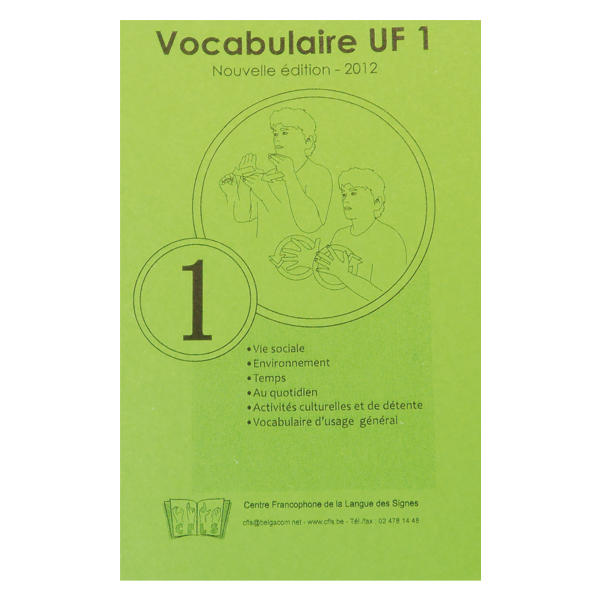 Vocabulaire UF 1
Nouvelle édition - 2012
1
•Vie sociale
•Environnement
•Temps
•Au quotidien
•Activités culturelles et de détente
•Vocabulaire d'usage général
Centre Francophone de la Langue des Signes
cfls@belgacom.net - www.cfls.be - Tél./fax : 02 478 14 48
CFLS